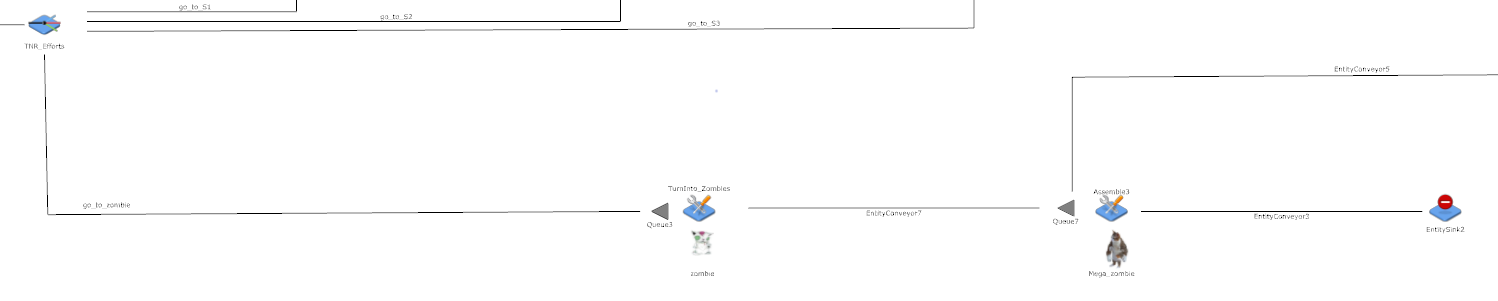 go_to_S1
go_to_S2
go_to_S3
TNR_Efforts
EntityConveyor5
TurnInto_Zombies
Assemble3
go_to_zombie
EntityConveyor7
EntityConveyor3
Queue3
Queue7
EntitySink2
zombie
Mega_zombie